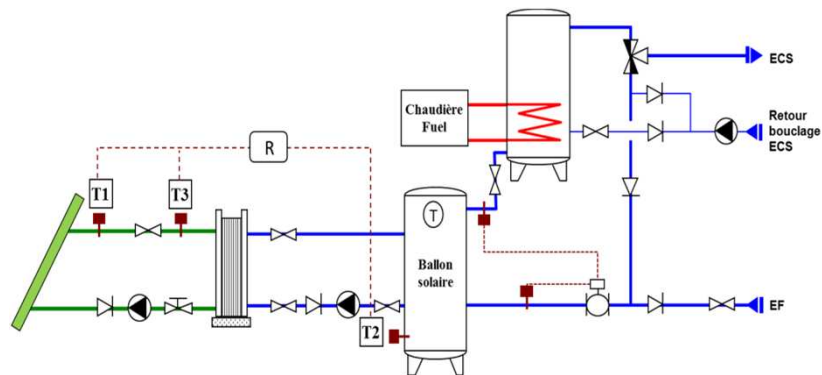 ECS
Chaudière
Fuel
Retour
bouclage
ECS
R
T1
T3
T
Ballon
solaire
T2
EF